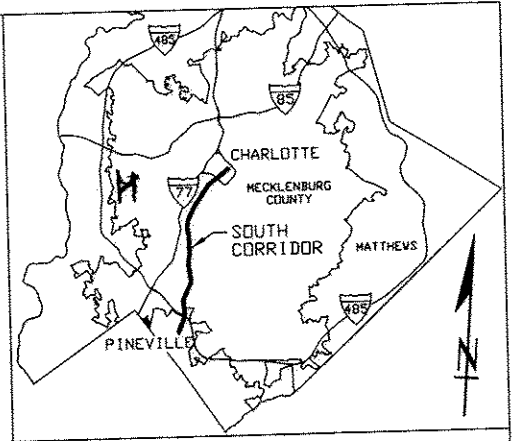 485
85
CHARLOTTE
77
MECKLENBURG
COUNTY
SOUTH
CORRIDOR
MATTHEWS
485
PINEVILLE
N